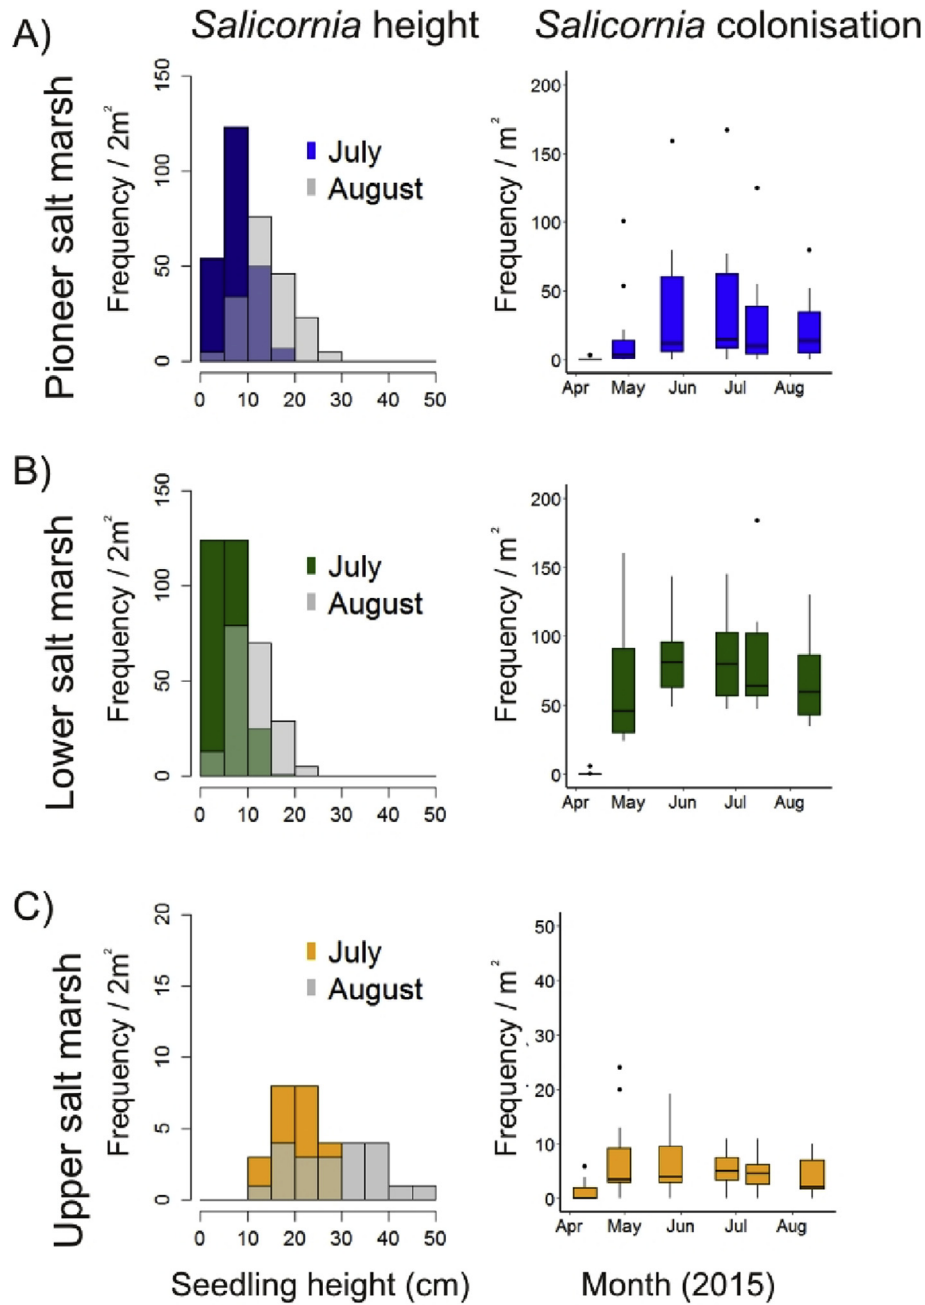 A)
Salicornia height
Salicornia colonisation
Pioneer salt marsh
Frequency / 2m²
150
100
50
0
July
August
0 10 20 30 40 50
Frequency / m²
200
150
100
50
0
Apr May Jun Jul Aug
B)
Lower salt marsh
Frequency / 2m²
150
100
50
0
July
August
0 10 20 30 40 50
Frequency / m²
200
150
100
50
0
Apr May Jun Jul Aug
C)
Upper salt marsh
Frequency / 2m²
20
15
10
5
0
July
August
0 10 20 30 40 50
Seedling height (cm)
Frequency / m²
50
40
30
20
10
0
Apr May Jun Jul Aug
Month (2015)